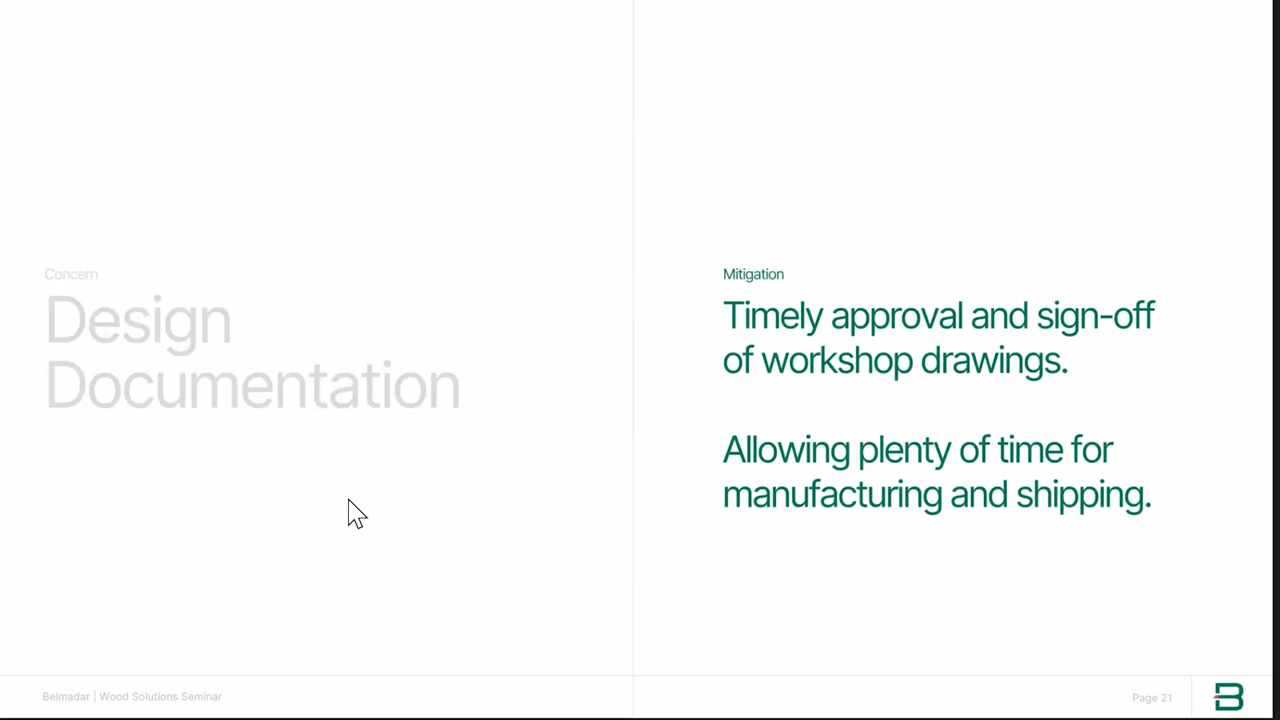 Concern
Design
Documentation
Mitigation
Timely approval and sign-off
of workshop drawings.
Allowing plenty of time for
manufacturing and shipping.
Belmadar | Wood Solutions Seminar
Page 21
B